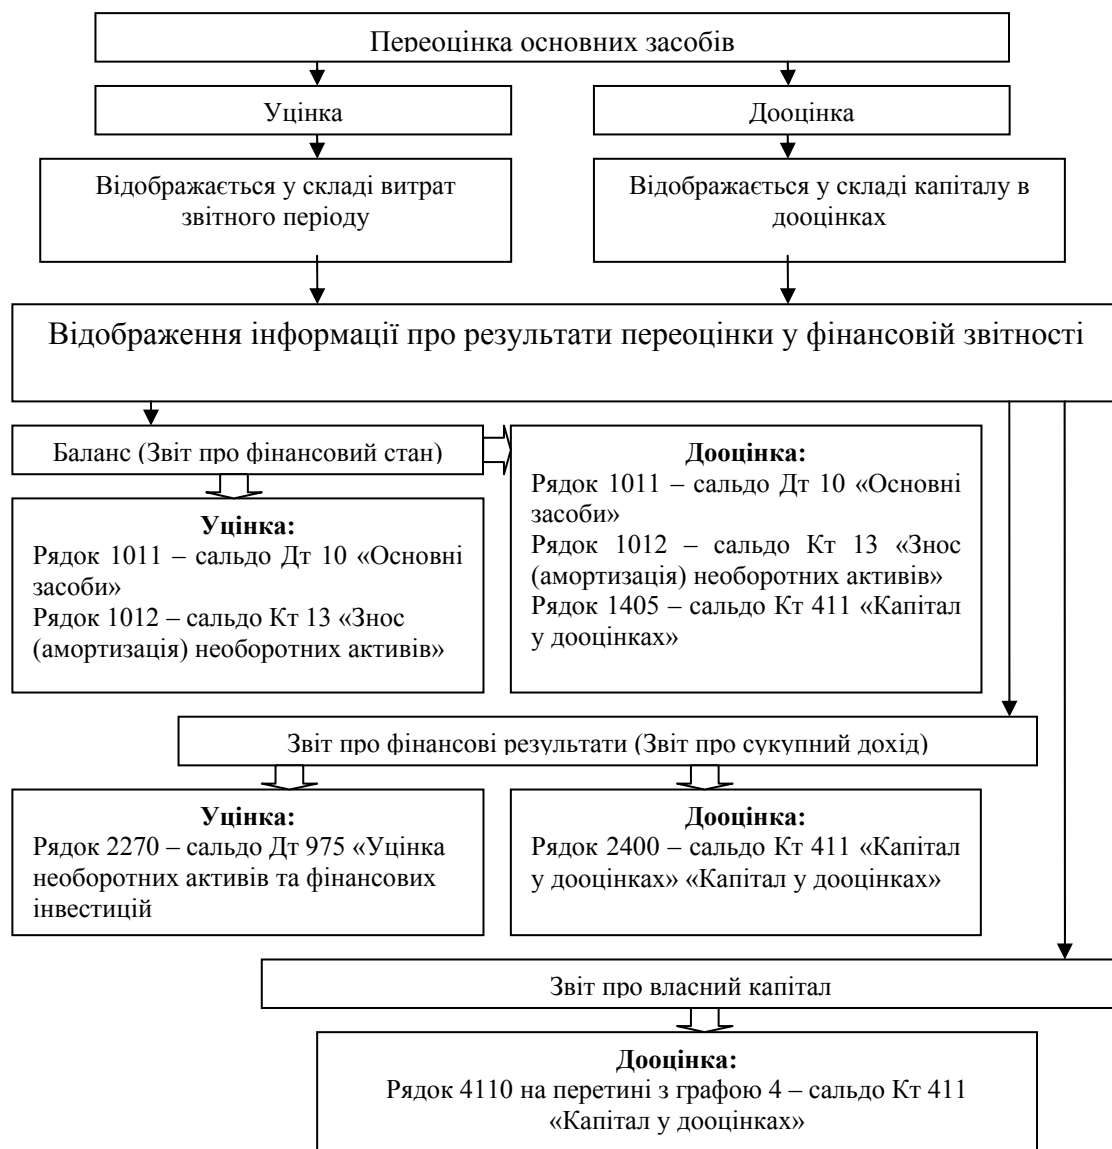 Переоцінка основних засобів
Уцінка
Дооцінка
Відображається у складі витрат
звітного періоду
Відображається у складі капіталу в
дооцінках
Відображення інформації про результати переоцінки у фінансовій звітності
Баланс (Звіт про фінансовий стан)
Уцінка:
Рядок 1011 – сальдо Дт 10 «Основні
засоби»
Рядок 1012 – сальдо Кт 13 «Знос
(амортизація) необоротних активів»
Дооцінка:
Рядок 1011 – сальдо Дт 10 «Основні
засоби»
Рядок 1012 – сальдо Кт 13 «Знос
(амортизація) необоротних активів»
Рядок 1405 – сальдо Кт 411 «Капітал
у дооцінках»
Звіт про фінансові результати (Звіт про сукупний дохід)
Уцінка:
Рядок 2270 – сальдо Дт 975 «Уцінка
необоротних активів та фінансових
інвестицій
Дооцінка:
Рядок 2400 – сальдо Кт 411 «Капітал
у дооцінках» «Капітал у дооцінках»
Звіт про власний капітал
Дооцінка:
Рядок 4110 на перетині з графою 4 – сальдо Кт 411
«Капітал у дооцінках»